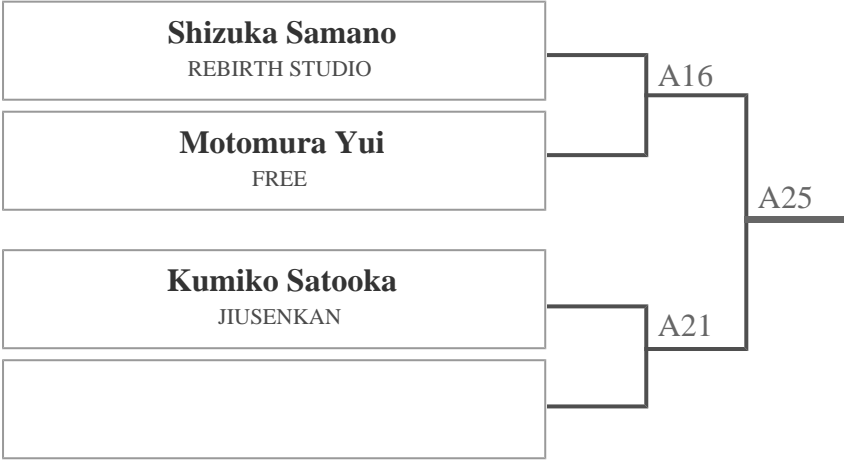 Shizuka Samano
REBIRTH STUDIO
A16
Motomura Yui
FREE
A25
Kumiko Satooka
JIUSENKAN
A21